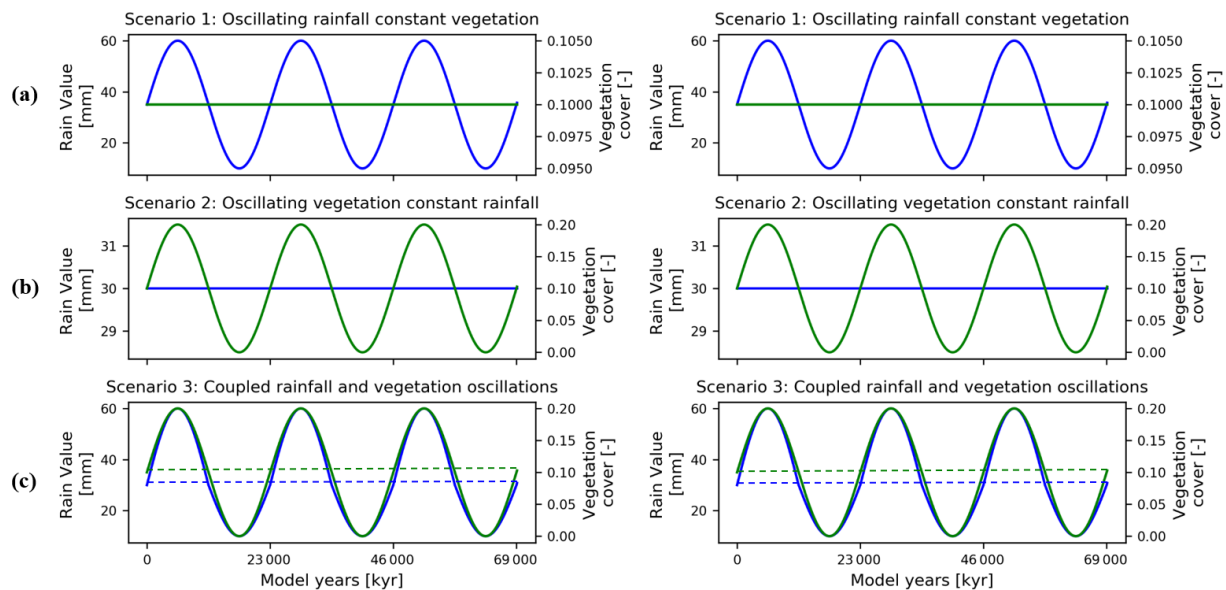 Scenario 1: Oscillating rainfall constant vegetation
Scenario 1: Oscillating rainfall constant vegetation
(a)
Rain Value
[mm]
60
40
20
0.1050
0.1025
0.1000
0.0975
0.0950
Vegetation
cover [-]
Rain Value
[mm]
60
40
20
0.1050
0.1025
0.1000
0.0975
0.0950
Vegetation
cover [-]
Scenario 2: Oscillating vegetation constant rainfall
Scenario 2: Oscillating vegetation constant rainfall
(b)
Rain Value
[mm]
31
30
29
0.20
0.15
0.10
0.05
0.00
Vegetation
cover [-]
Rain Value
[mm]
31
30
29
0.20
0.15
0.10
0.05
0.00
Vegetation
cover [-]
Scenario 3: Coupled rainfall and vegetation oscillations
Scenario 3: Coupled rainfall and vegetation oscillations
(c)
Rain Value
[mm]
60
40
20
0.20
0.15
0.10
0.05
0.00
Vegetation
cover [-]
Rain Value
[mm]
60
40
20
0.20
0.15
0.10
0.05
0.00
Vegetation
cover [-]
0 23 000 46 000 69 000
Model years [kyr]
0 23 000 46 000 69 000
Model years [kyr]